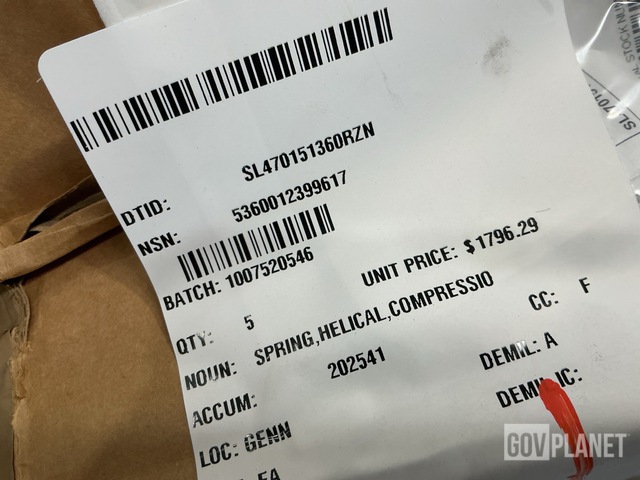 DTID: SL470151360RZN
NSN: 5360012399617
BATCH: 1007520546
QTY: 5 UNIT PRICE: $1796.29
NOUN: SPRING,HELICAL,COMPRESSIO CC: F
ACCUM: 202541 DEMIL: A
LOC: GENN DEMIL IC:
EA
GOVPLANET